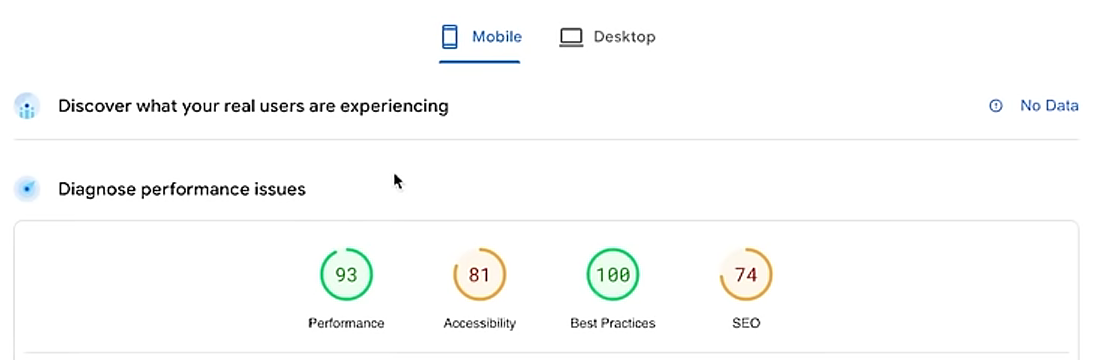 Mobile Desktop
Discover what your real users are experiencing No Data
Diagnose performance issues
93 81 100 74
Performance Accessibility Best Practices SEO